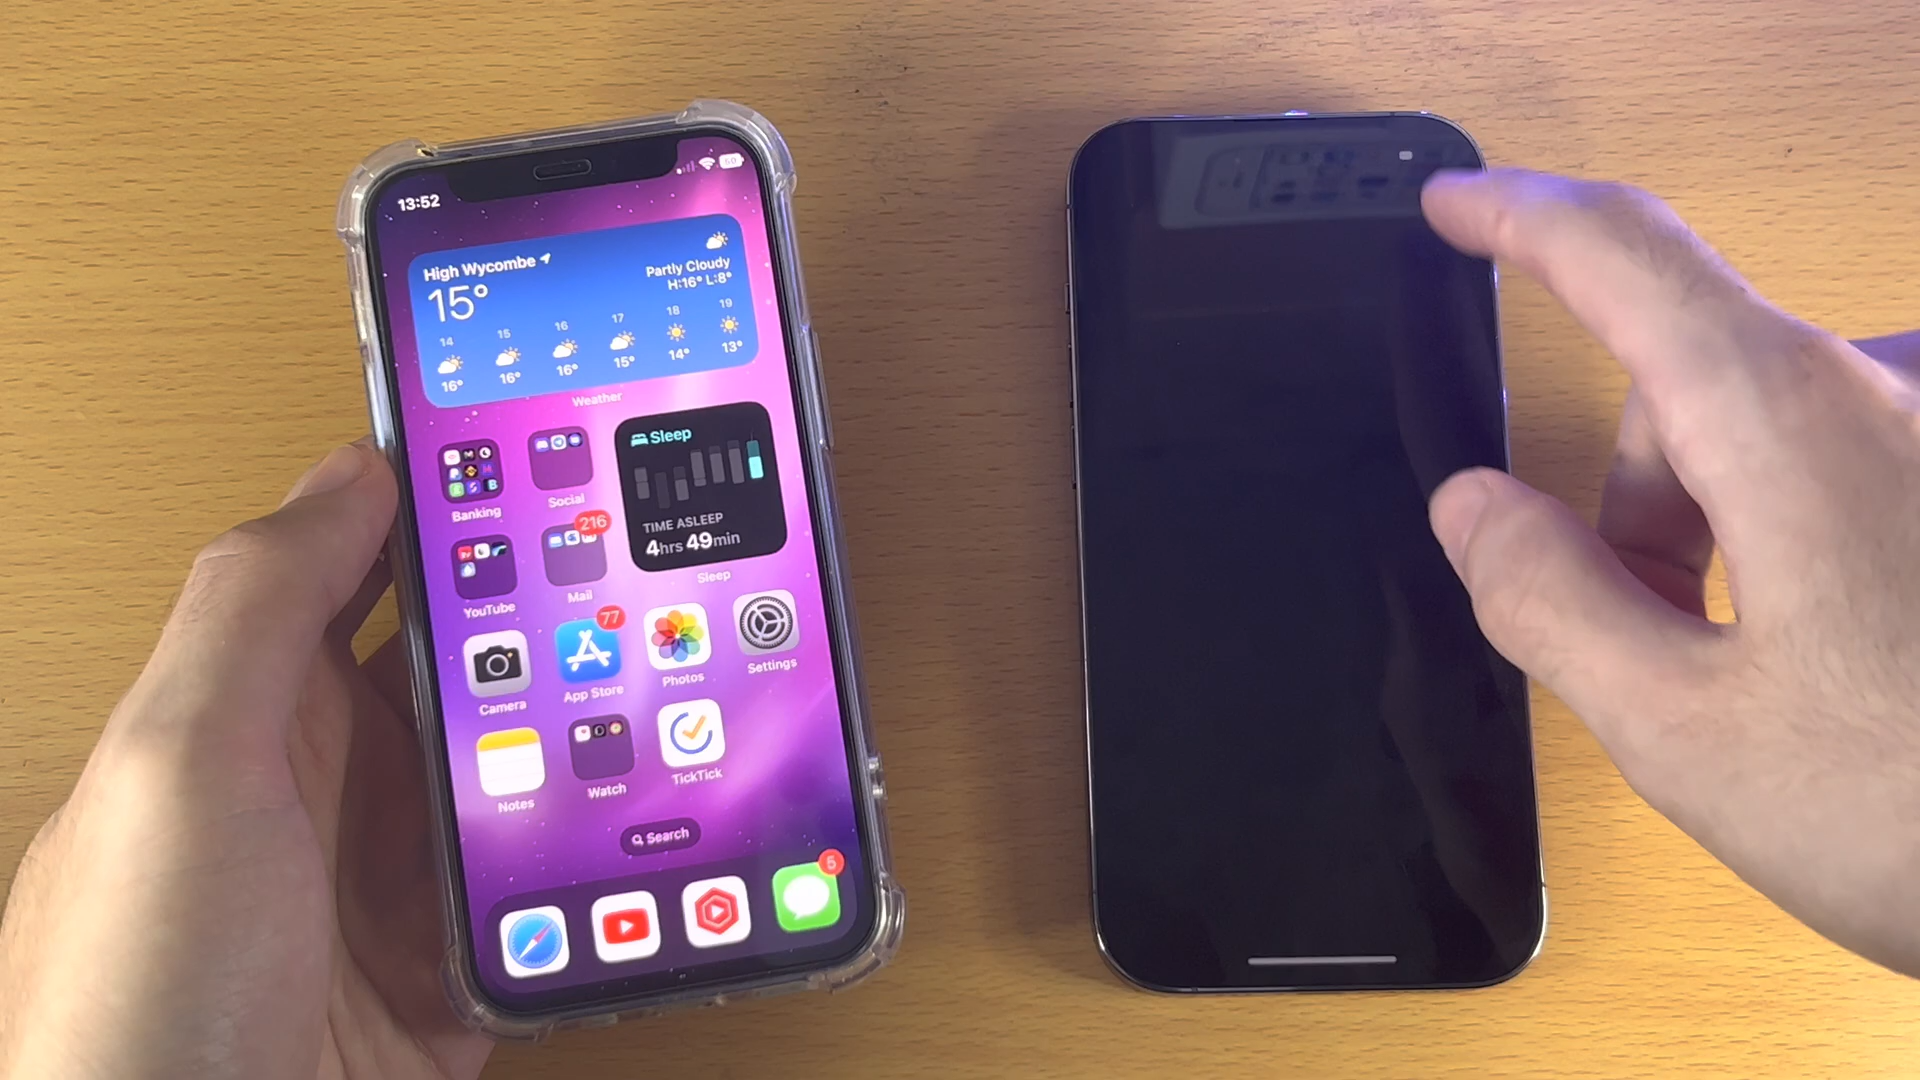 13:52
60
High Wycombe
15°
Partly Cloudy
H:16° L:8°
14 15 16 17 18 19
16° 16° 16° 15° 14° 13°
Weather
Banking
Social
Sleep
TIME ASLEEP
4hrs 49min
Sleep
YouTube
216
Mail
Camera
77
App Store
Photos
Settings
Notes
Watch
TickTick
Search
5